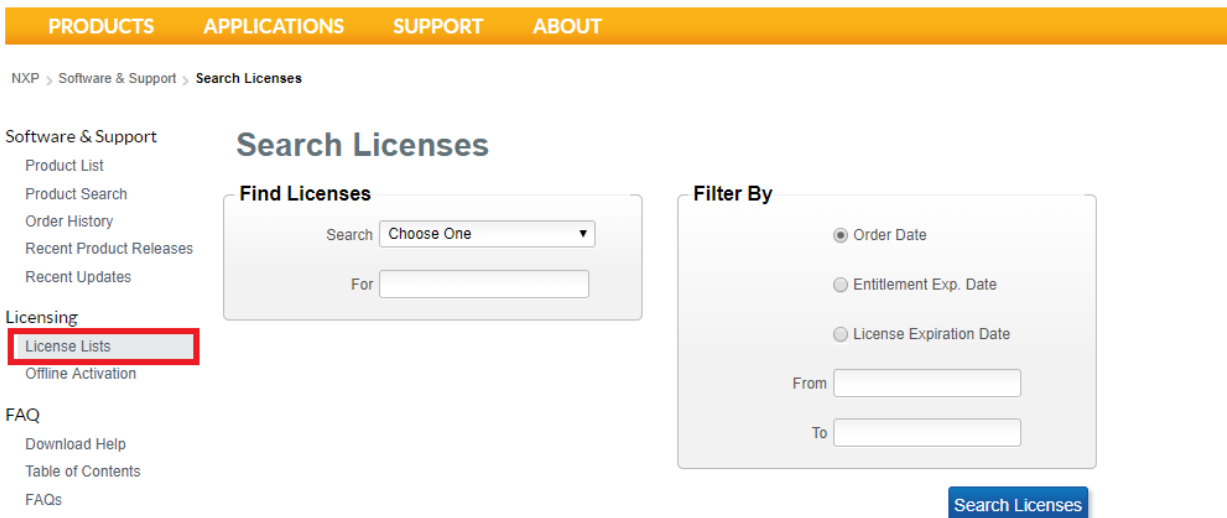 PRODUCTS APPLICATIONS SUPPORT ABOUT
NXP > Software & Support > Search Licenses
Software & Support
Product List
Product Search
Order History
Recent Product Releases
Recent Updates
Licensing
License Lists
Offline Activation
FAQ
Download Help
Table of Contents
FAQs
Search Licenses
Find Licenses
Search Choose One
For
Filter By
Order Date
Entitlement Exp. Date
License Expiration Date
From
To
Search Licenses